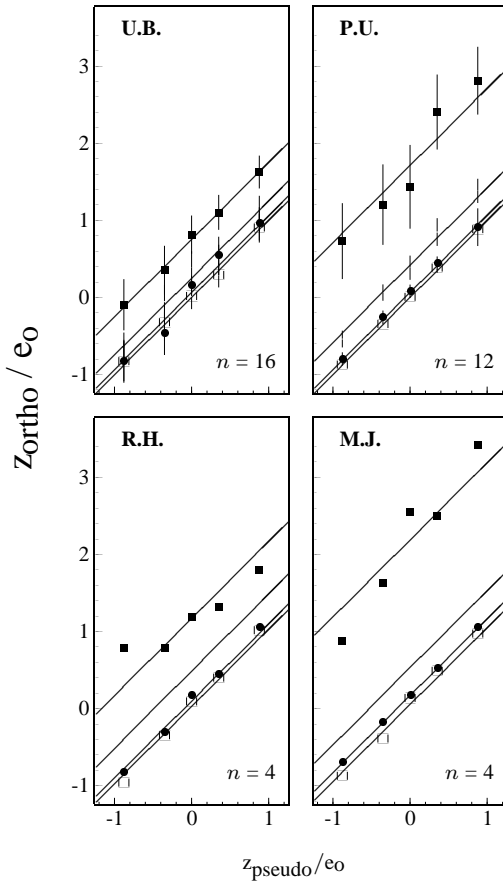 U.B.
P.U.
3
2
1
0
-1
n = 16
n = 12
zortho / eo
R.H.
M.J.
3
2
1
0
-1
n = 4
n = 4
-1 0 1
-1 0 1
zpseudo/eo